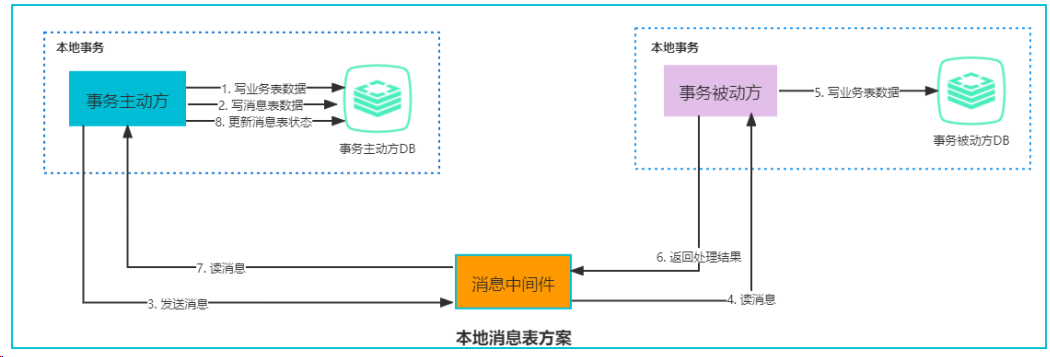 本地事务
事务主动方
1. 写业务表数据
2. 写消息表数据
8. 更新消息表状态
事务主动方DB
本地事务
事务被动方
5. 写业务表数据
事务被动方DB
6. 返回处理结果
7. 读消息
消息中间件
3. 发送消息
4. 读消息
本地消息表方案